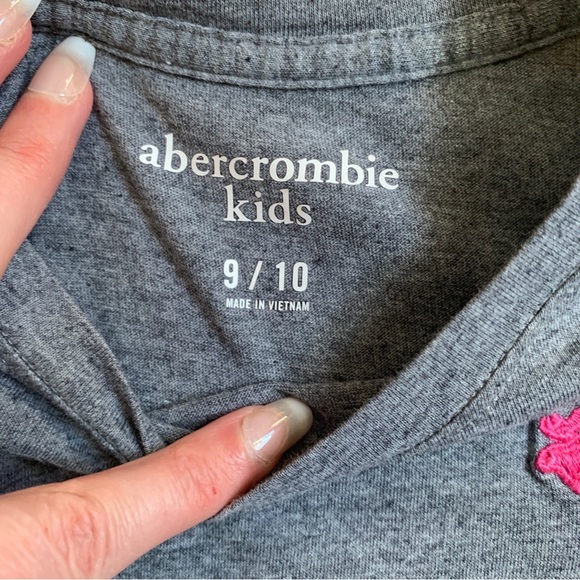 abercrombie
kids
9 / 10
MADE IN VIETNAM